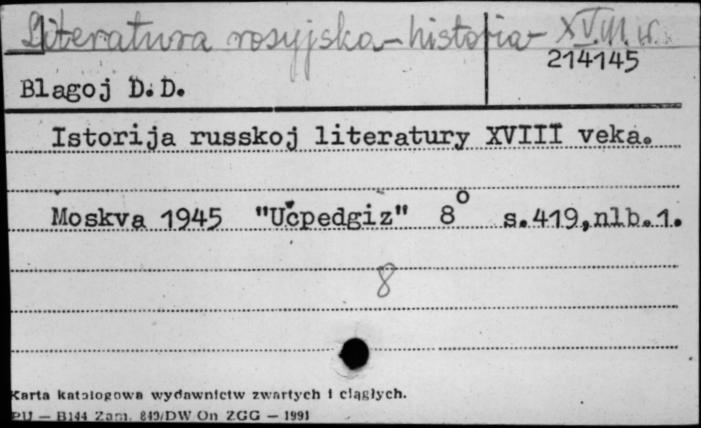 Literatura rosyjska - historia - XVIII w.
214145
Blagoj D.D.
Istorija russkoj literatury XVIII veka.
Moskva 1945 "Učpedgiz" 8° s.419,nlb.1.
8
Karta katalogowa wydawnictw zwartych i ciągłych.
PU — B144 Zam. 849/DW On ZGG — 1991